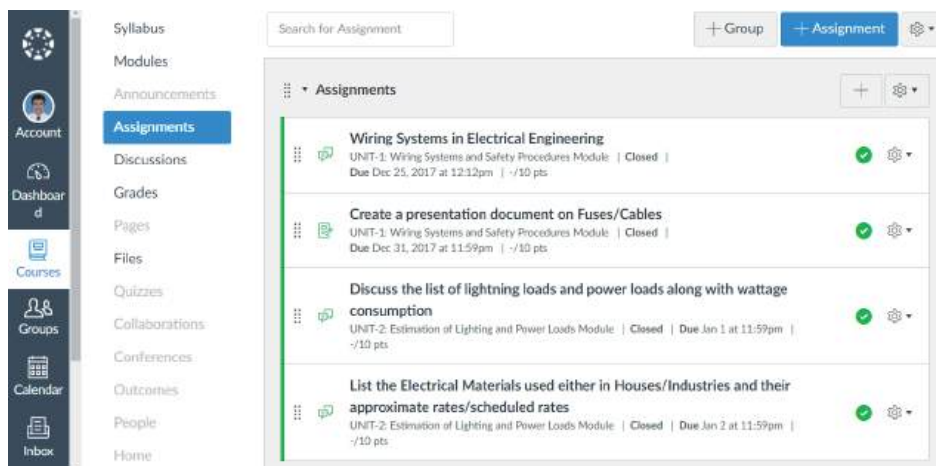 Account
Dashboar
d
Courses
Groups
Calendar
Inbox
Syllabus
Modules
Announcements
Assignments
Discussions
Grades
Pages
Files
Quizzes
Collaborations
Conferences
Outcomes
People
Home
Search for Assignment
+ Group
+ Assignment
Assignments
Wiring Systems in Electrical Engineering
UNIT-1: Wiring Systems and Safety Procedures Module | Closed |
Due Dec 25, 2017 at 12:12pm | -/10 pts
Create a presentation document on Fuses/Cables
UNIT-1: Wiring Systems and Safety Procedures Module | Closed |
Due Dec 31, 2017 at 11:59pm | -/10 pts
Discuss the list of lightning loads and power loads along with wattage
consumption
UNIT-2: Estimation of Lighting and Power Loads Module | Closed | Due Jan 1 at 11:59pm |
-/10 pts
List the Electrical Materials used either in Houses/Industries and their
approximate rates/scheduled rates
UNIT-2: Estimation of Lighting and Power Loads Module | Closed | Due Jan 2 at 11:59pm |
-/10 pts